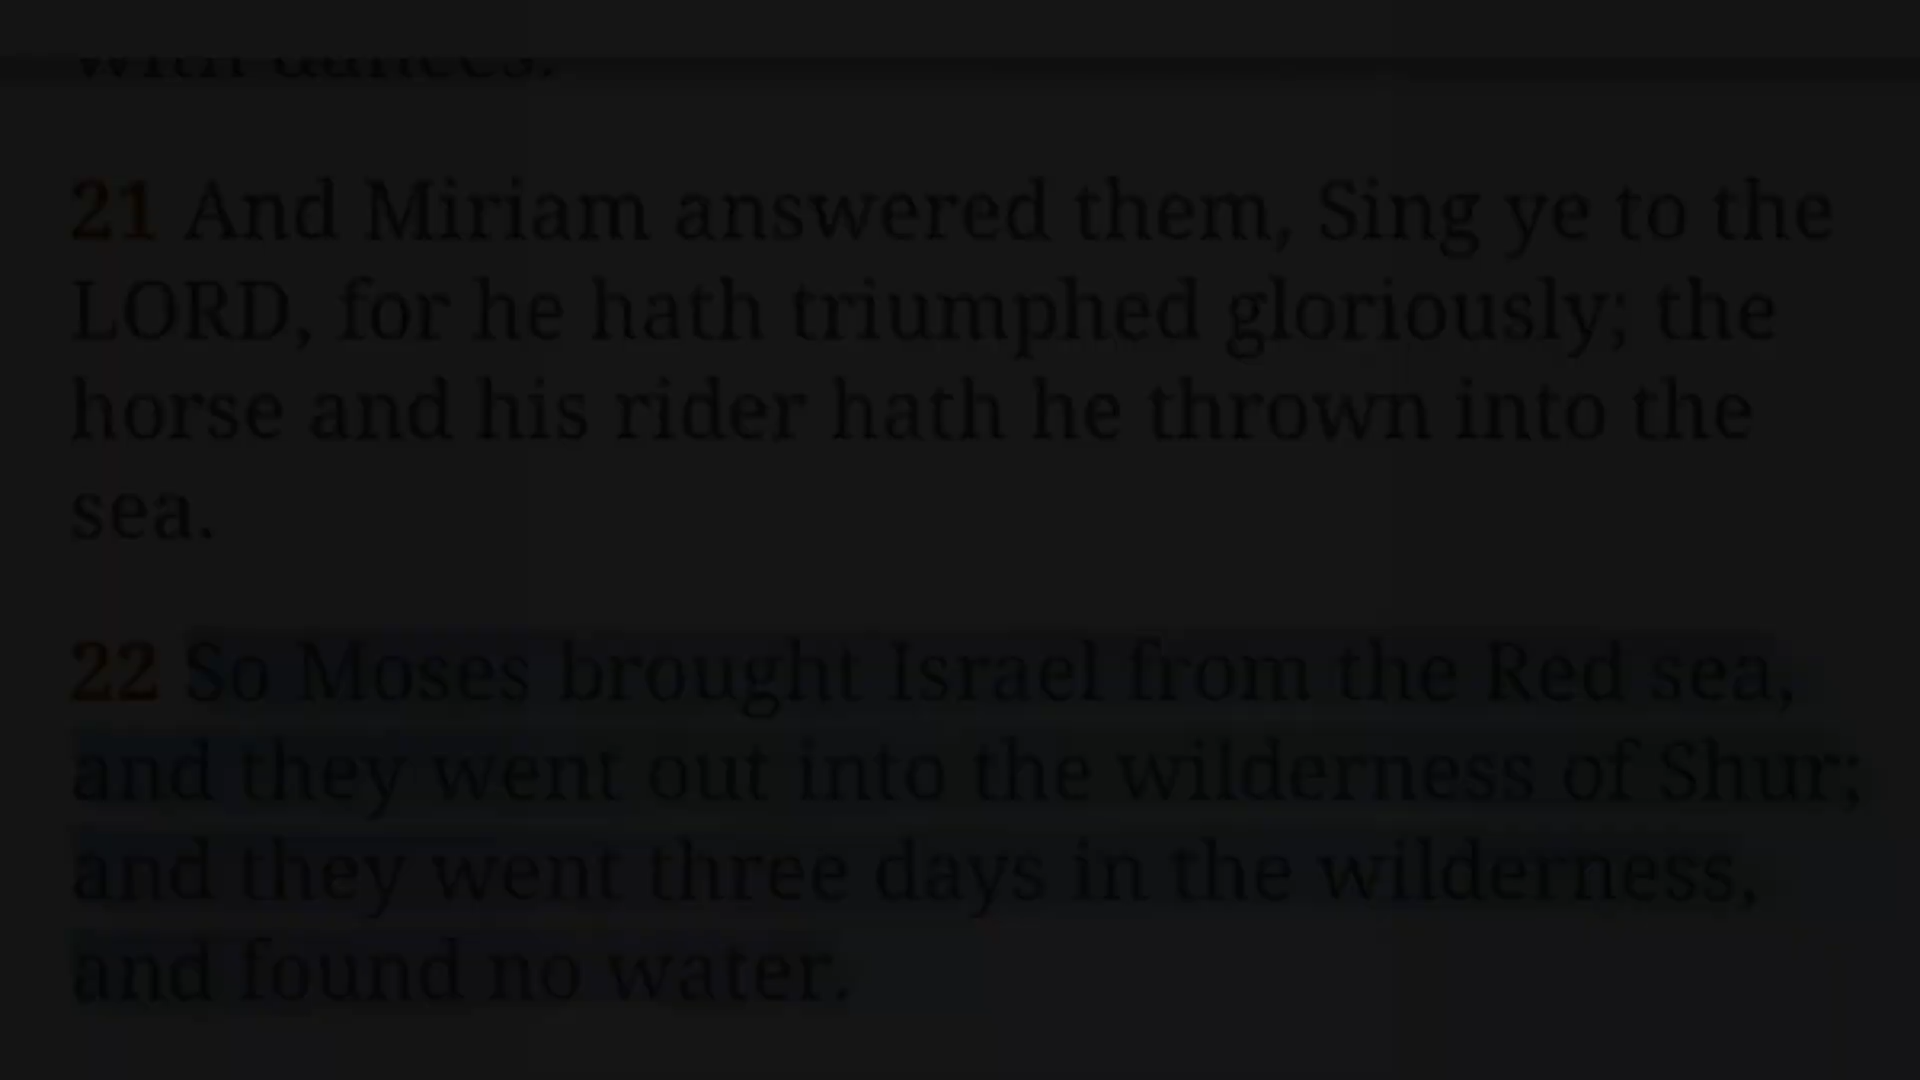 with dances.
21 And Miriam answered them, Sing ye to the
LORD, for he hath triumphed gloriously; the
horse and his rider hath he thrown into the
sea.
22 So Moses brought Israel from the Red sea,
and they went out into the wilderness of Shur;
and they went three days in the wilderness,
and found no water.